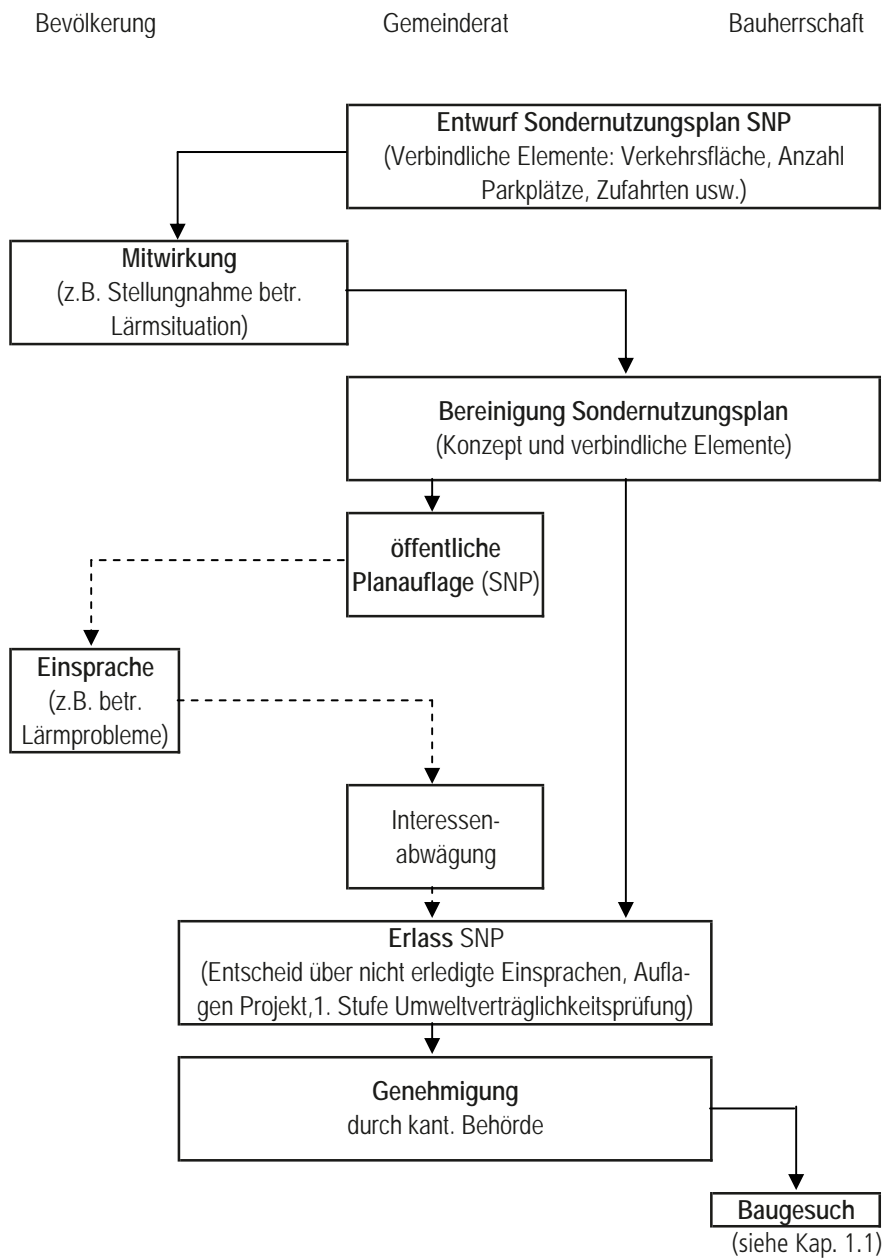 Bevölkerung Gemeinderat Bauherrschaft
Entwurf Sondernutzungsplan SNP
(Verbindliche Elemente: Verkehrsfläche, Anzahl
Parkplätze, Zufahrten usw.)
Mitwirkung
(z.B. Stellungnahme betr.
Lärmsituation)
Bereinigung Sondernutzungsplan
(Konzept und verbindliche Elemente)
öffentliche
Planauflage (SNP)
Einsprache
(z.B. betr.
Lärmprobleme)
Interessen-
abwägung
Erlass SNP
(Entscheid über nicht erledigte Einsprachen, Aufla-
gen Projekt,1. Stufe Umweltverträglichkeitsprüfung)
Genehmigung
durch kant. Behörde
Baugesuch
(siehe Kap. 1.1)